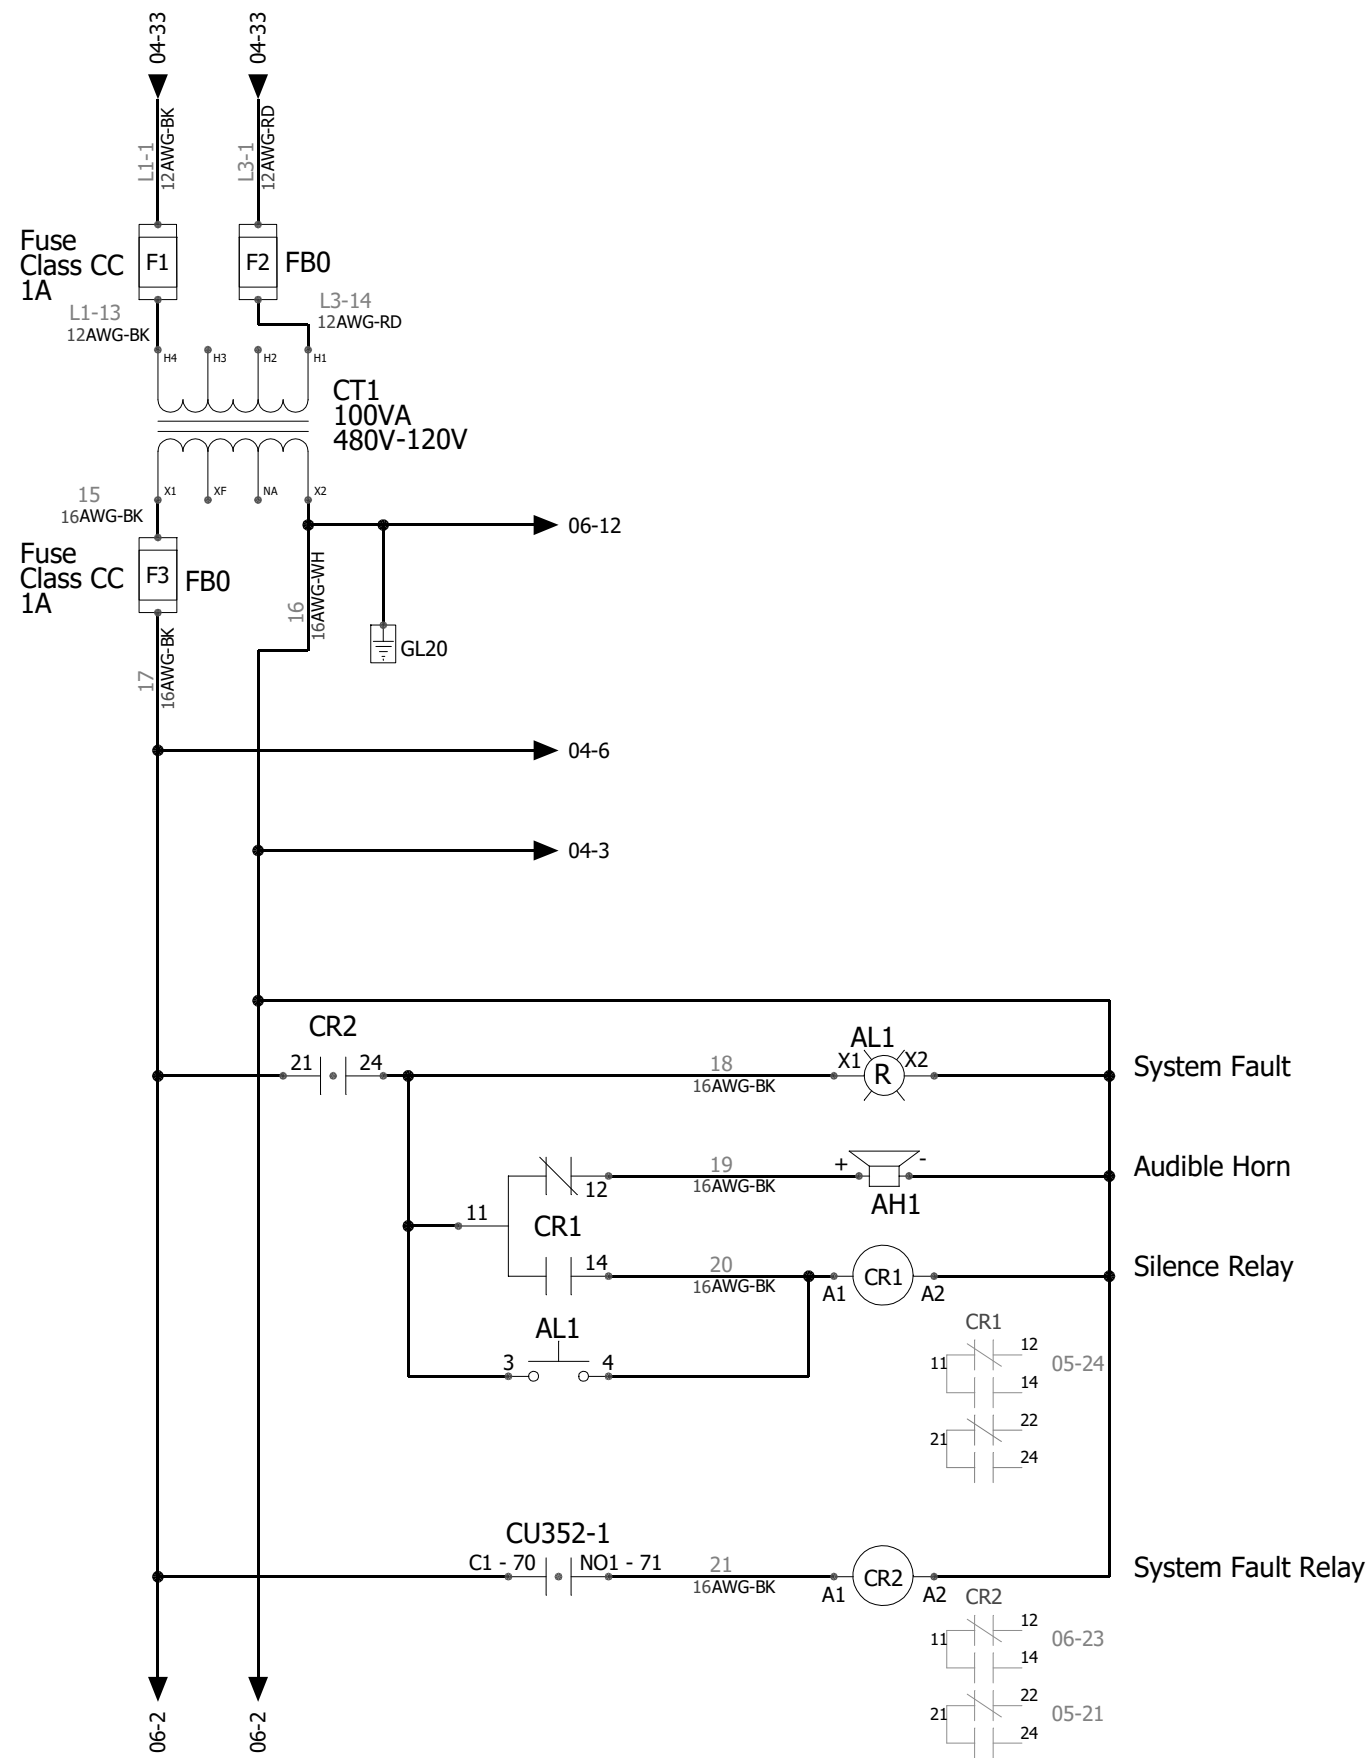 04-33
04-33
L1-1
12AWG-BK
L3-1
12AWG-RD
Fuse
Class CC
1A
F1
F2
FB0
L1-13
12AWG-BK
L3-14
12AWG-RD
H4
H3
H2
H1
CT1
100VA
480V-120V
X1
XF
NA
X2
15
16AWG-BK
06-12
Fuse
Class CC
1A
F3
FB0
16
16AWG-WH
GL20
17
16AWG-BK
04-6
04-3
CR2
21
24
18
16AWG-BK
AL1
X1
R
X2
System Fault
11
12
19
16AWG-BK
+
-
AH1
Audible Horn
CR1
14
20
16AWG-BK
A1
CR1
A2
Silence Relay
AL1
3
4
CR1
11
12
14
05-24
21
22
24
CU352-1
C1 - 70
NO1 - 71
21
16AWG-BK
A1
CR2
A2
System Fault Relay
CR2
11
12
14
06-23
21
22
24
05-21
06-2
06-2